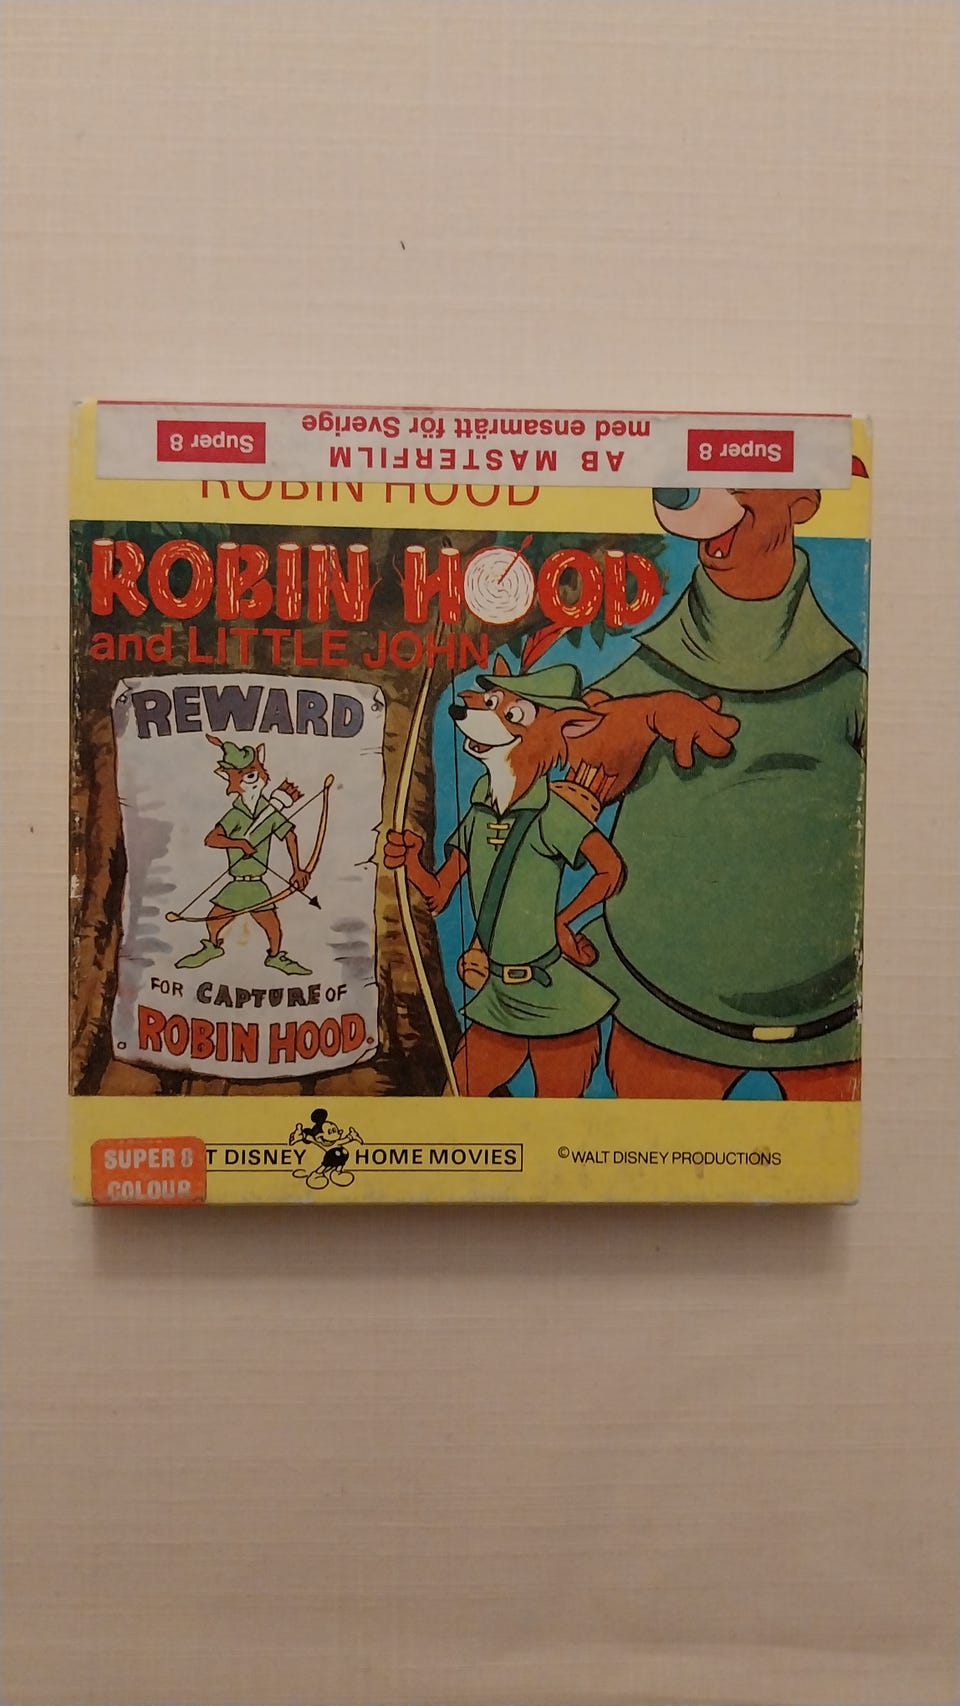 AB MASTERFILM
med ensamrätt för Sverige
Super 8
Super 8
ROBIN HOOD
ROBIN HOOD
and LITTLE JOHN
REWARD
FOR CAPTURE OF
ROBIN HOOD.
SUPER 8
COLOUR
T DISNEY HOME MOVIES
©WALT DISNEY PRODUCTIONS